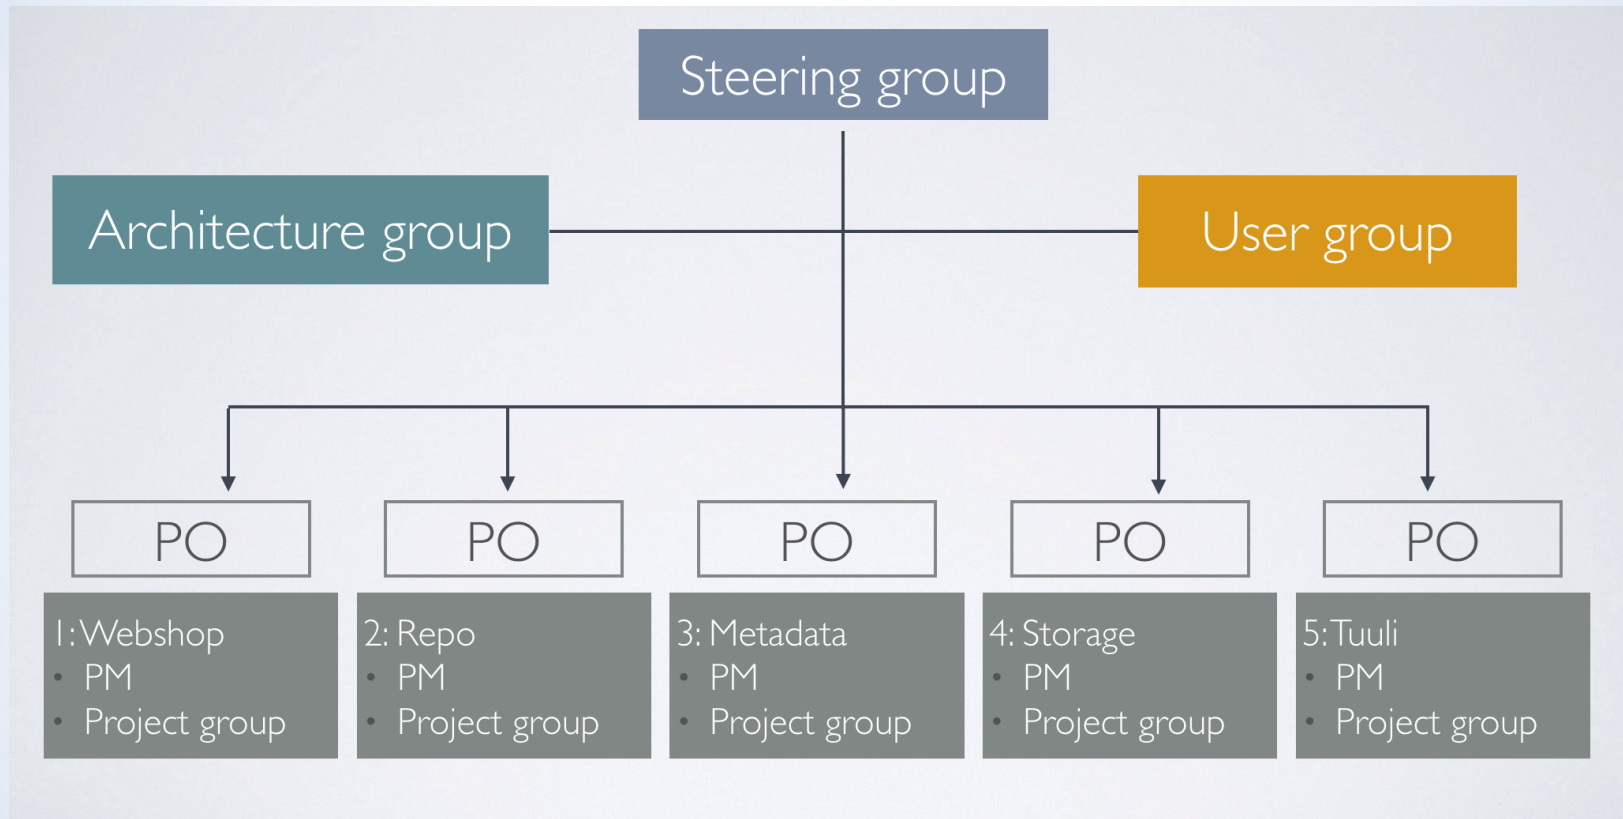 Steering group
Architecture group
User group
PO
PO
PO
PO
PO
1: Webshop
• PM
• Project group
2: Repo
• PM
• Project group
3: Metadata
• PM
• Project group
4: Storage
• PM
• Project group
5: Tuuli
• PM
• Project group